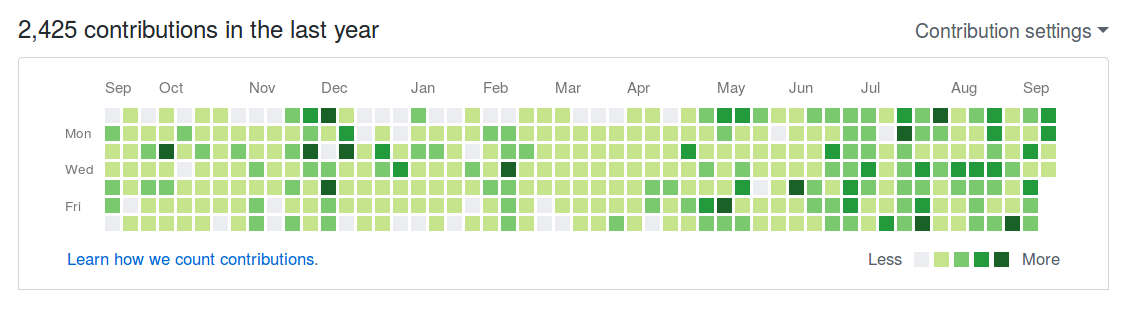 2,425 contributions in the last year
Contribution settings
Sep Oct Nov Dec Jan Feb Mar Apr May Jun Jul Aug Sep
Mon
Wed
Fri
Learn how we count contributions.
Less More